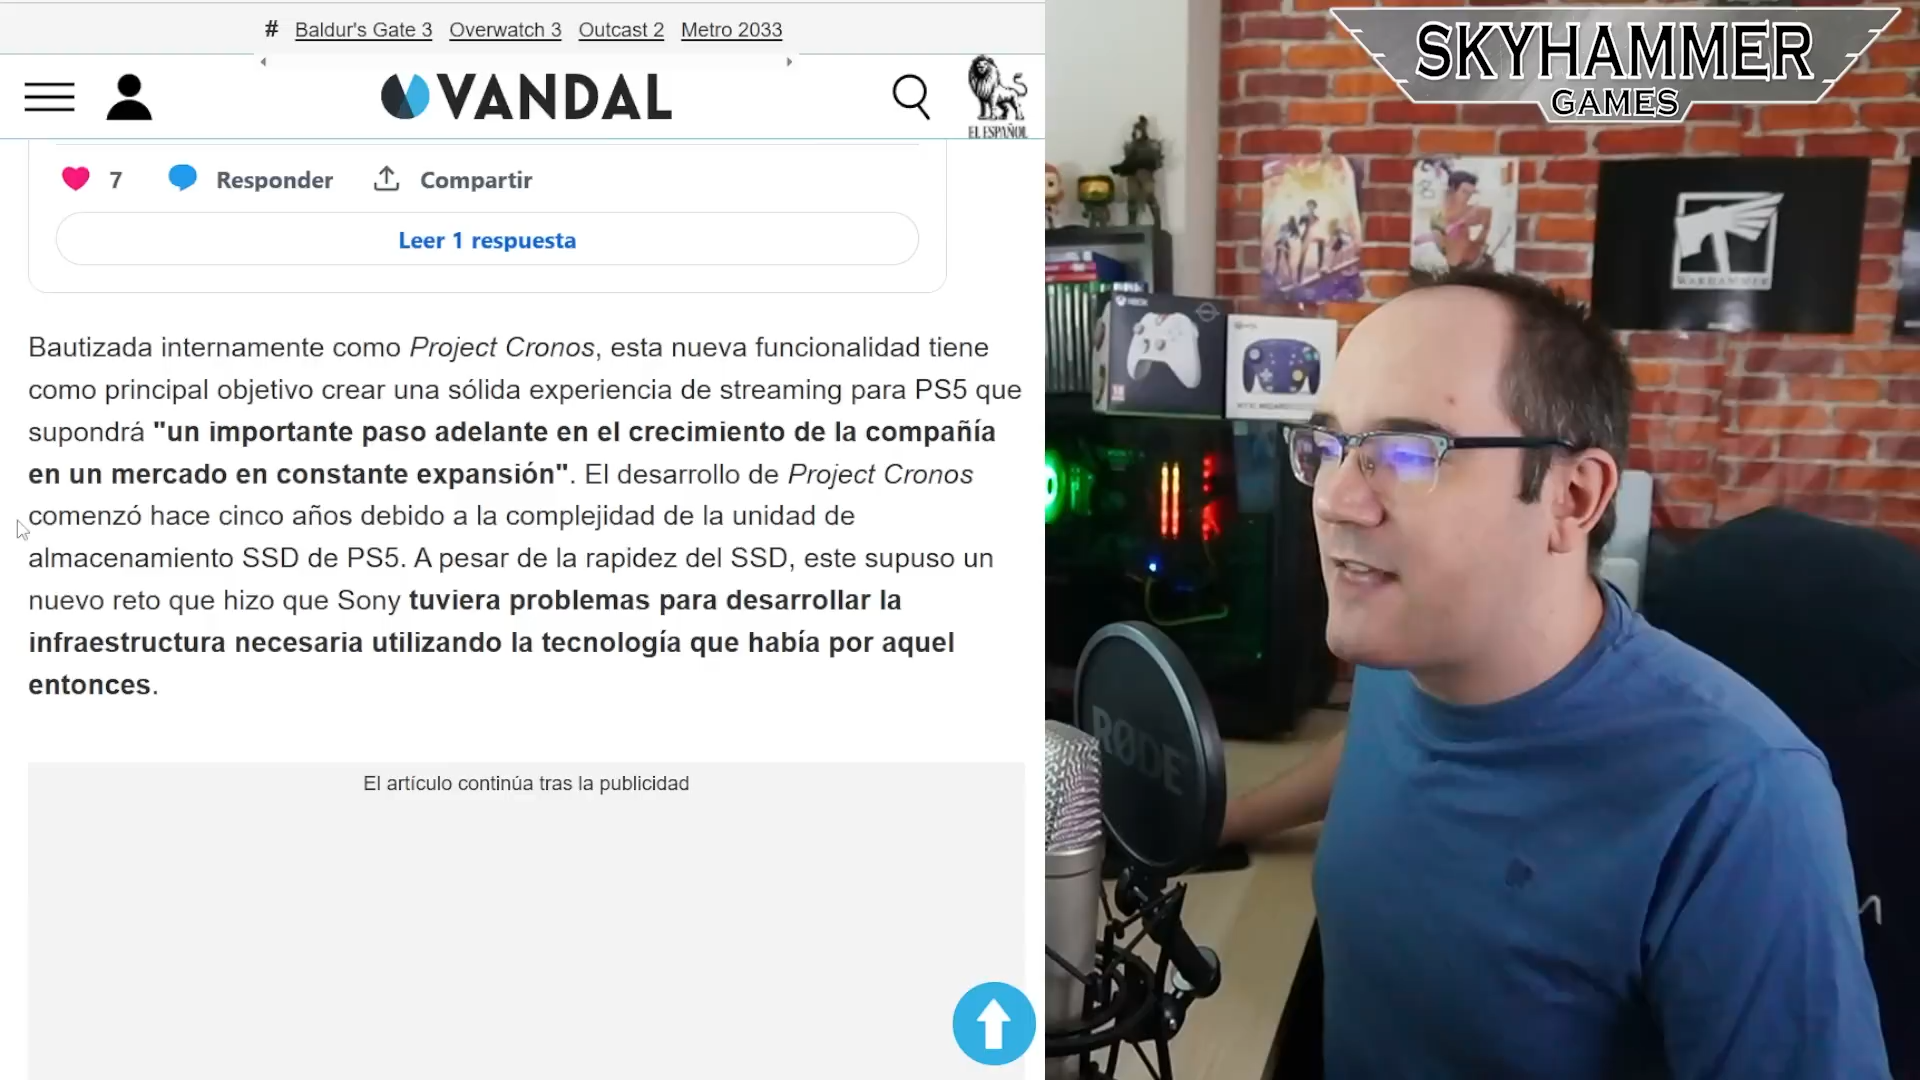 # Baldur's Gate 3 Overwatch 3 Outcast 2 Metro 2033
VANDAL
EL ESPAÑOL
7 Responder Compartir
Leer 1 respuesta
Bautizada internamente como Project Cronos, esta nueva funcionalidad tiene
como principal objetivo crear una sólida experiencia de streaming para PS5 que
supondrá "un importante paso adelante en el crecimiento de la compañía
en un mercado en constante expansión". El desarrollo de Project Cronos
comenzó hace cinco años debido a la complejidad de la unidad de
almacenamiento SSD de PS5. A pesar de la rapidez del SSD, este supuso un
nuevo reto que hizo que Sony tuviera problemas para desarrollar la
infraestructura necesaria utilizando la tecnología que había por aquel
entonces.
El artículo continúa tras la publicidad
SKYHAMMER
GAMES
WARHAMMER
XBOX
RØDE